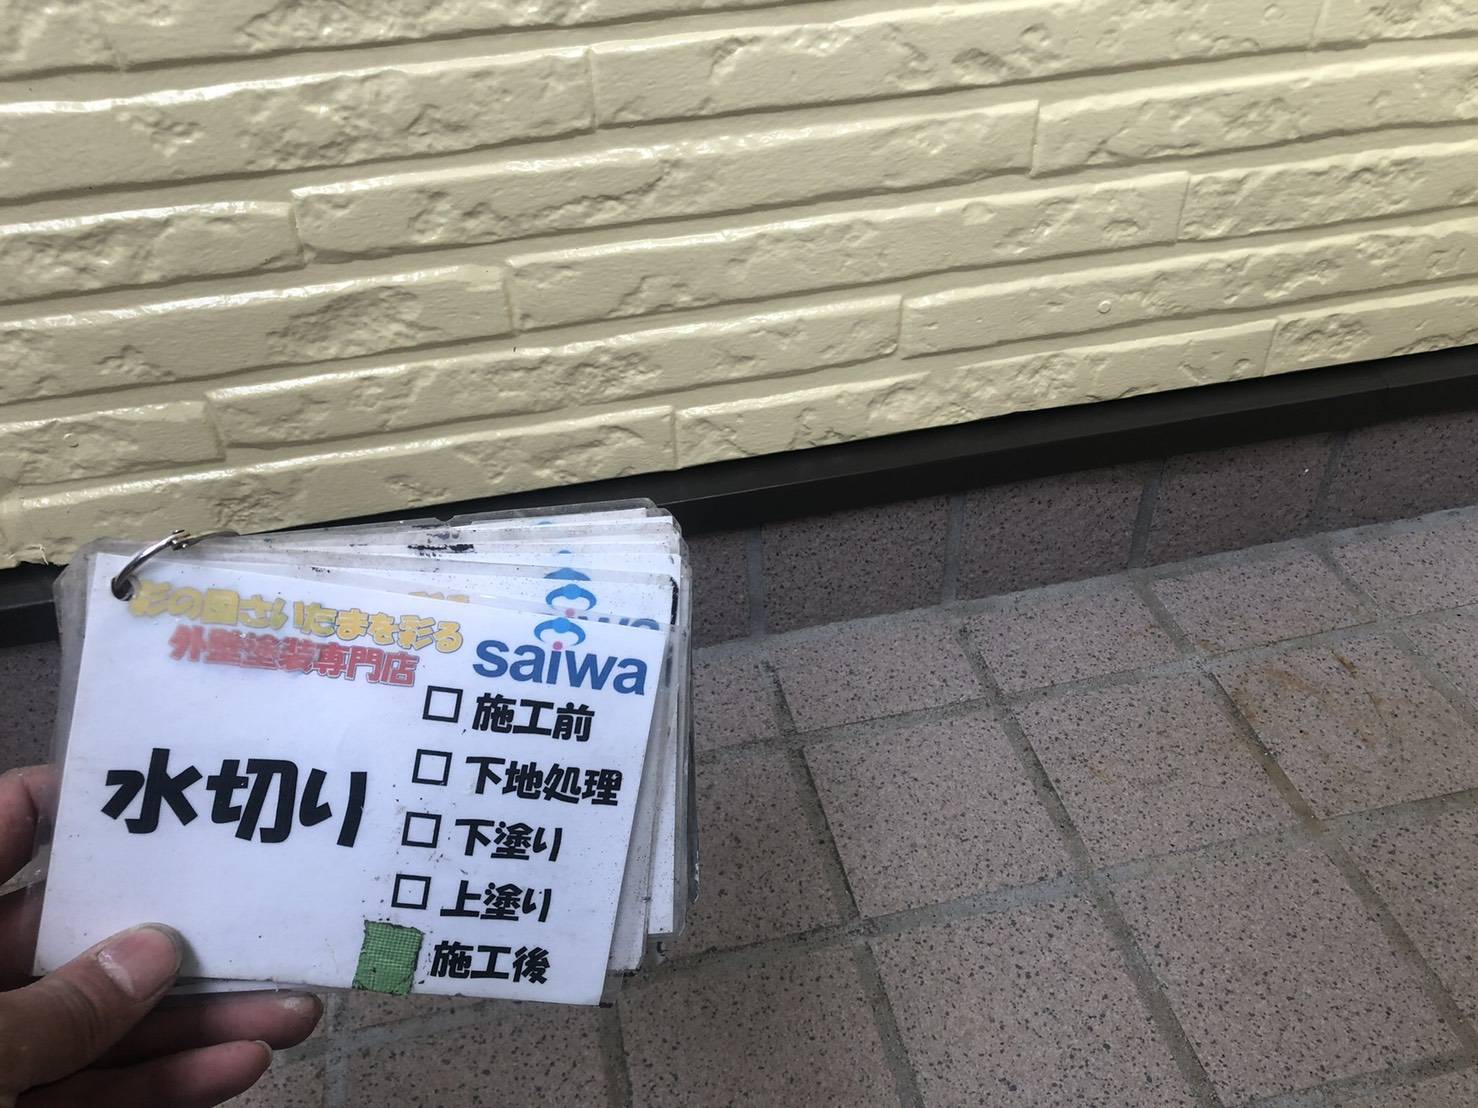 彩の国さいたまを彩る
外壁塗装専門店
saiwa
水切り
施工前
下地処理
下塗り
上塗り
施工後